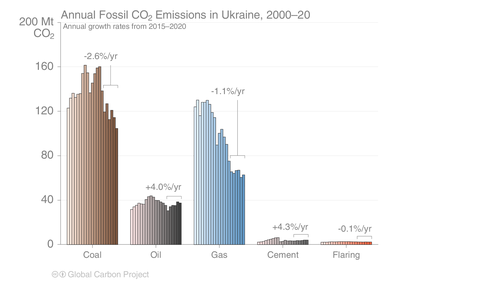 Annual Fossil CO₂ Emissions in Ukraine, 2000–20
200 Mt
CO₂
Annual growth rates from 2015–2020
-2.6%/yr
160
-1.1%/yr
120
80
+4.0%/yr
40
+4.3%/yr
-0.1%/yr
0
Coal Oil Gas Cement Flaring
Global Carbon Project